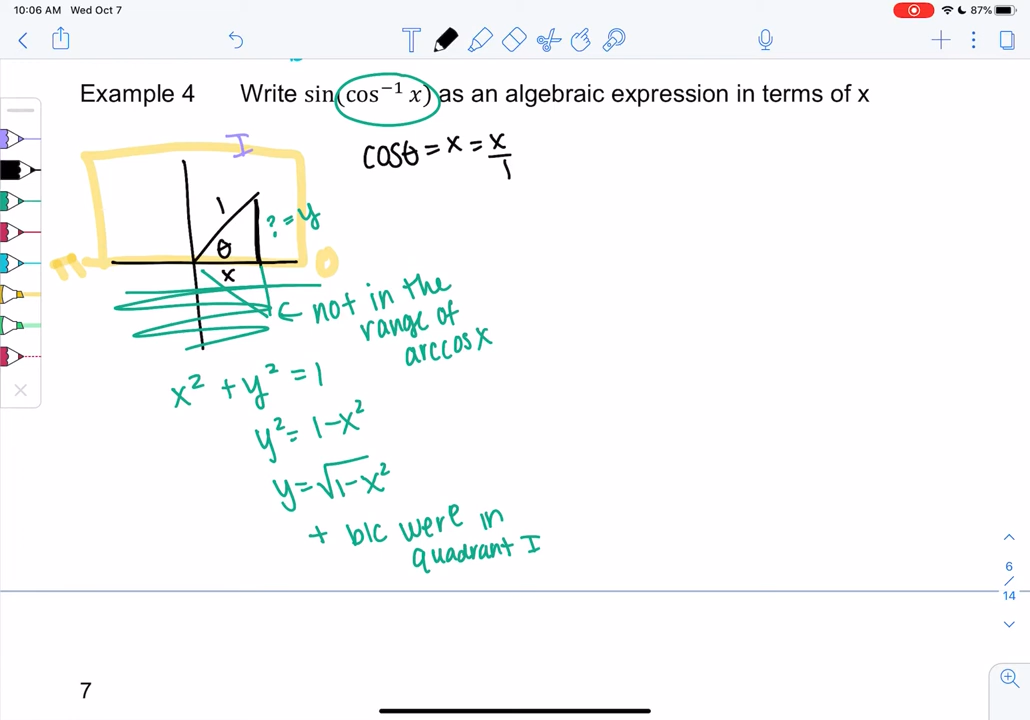 10:06 AM Wed Oct 7
87%
Example 4 Write sin(cos⁻¹ x) as an algebraic expression in terms of x
I
cosθ = x = x/1
1
? = y
θ
π
0
x
← not in the
range of
arccos x
x² + y² = 1
y² = 1-x²
y = √1-x²
+ b/c were in
quadrant I
6
/
14
7